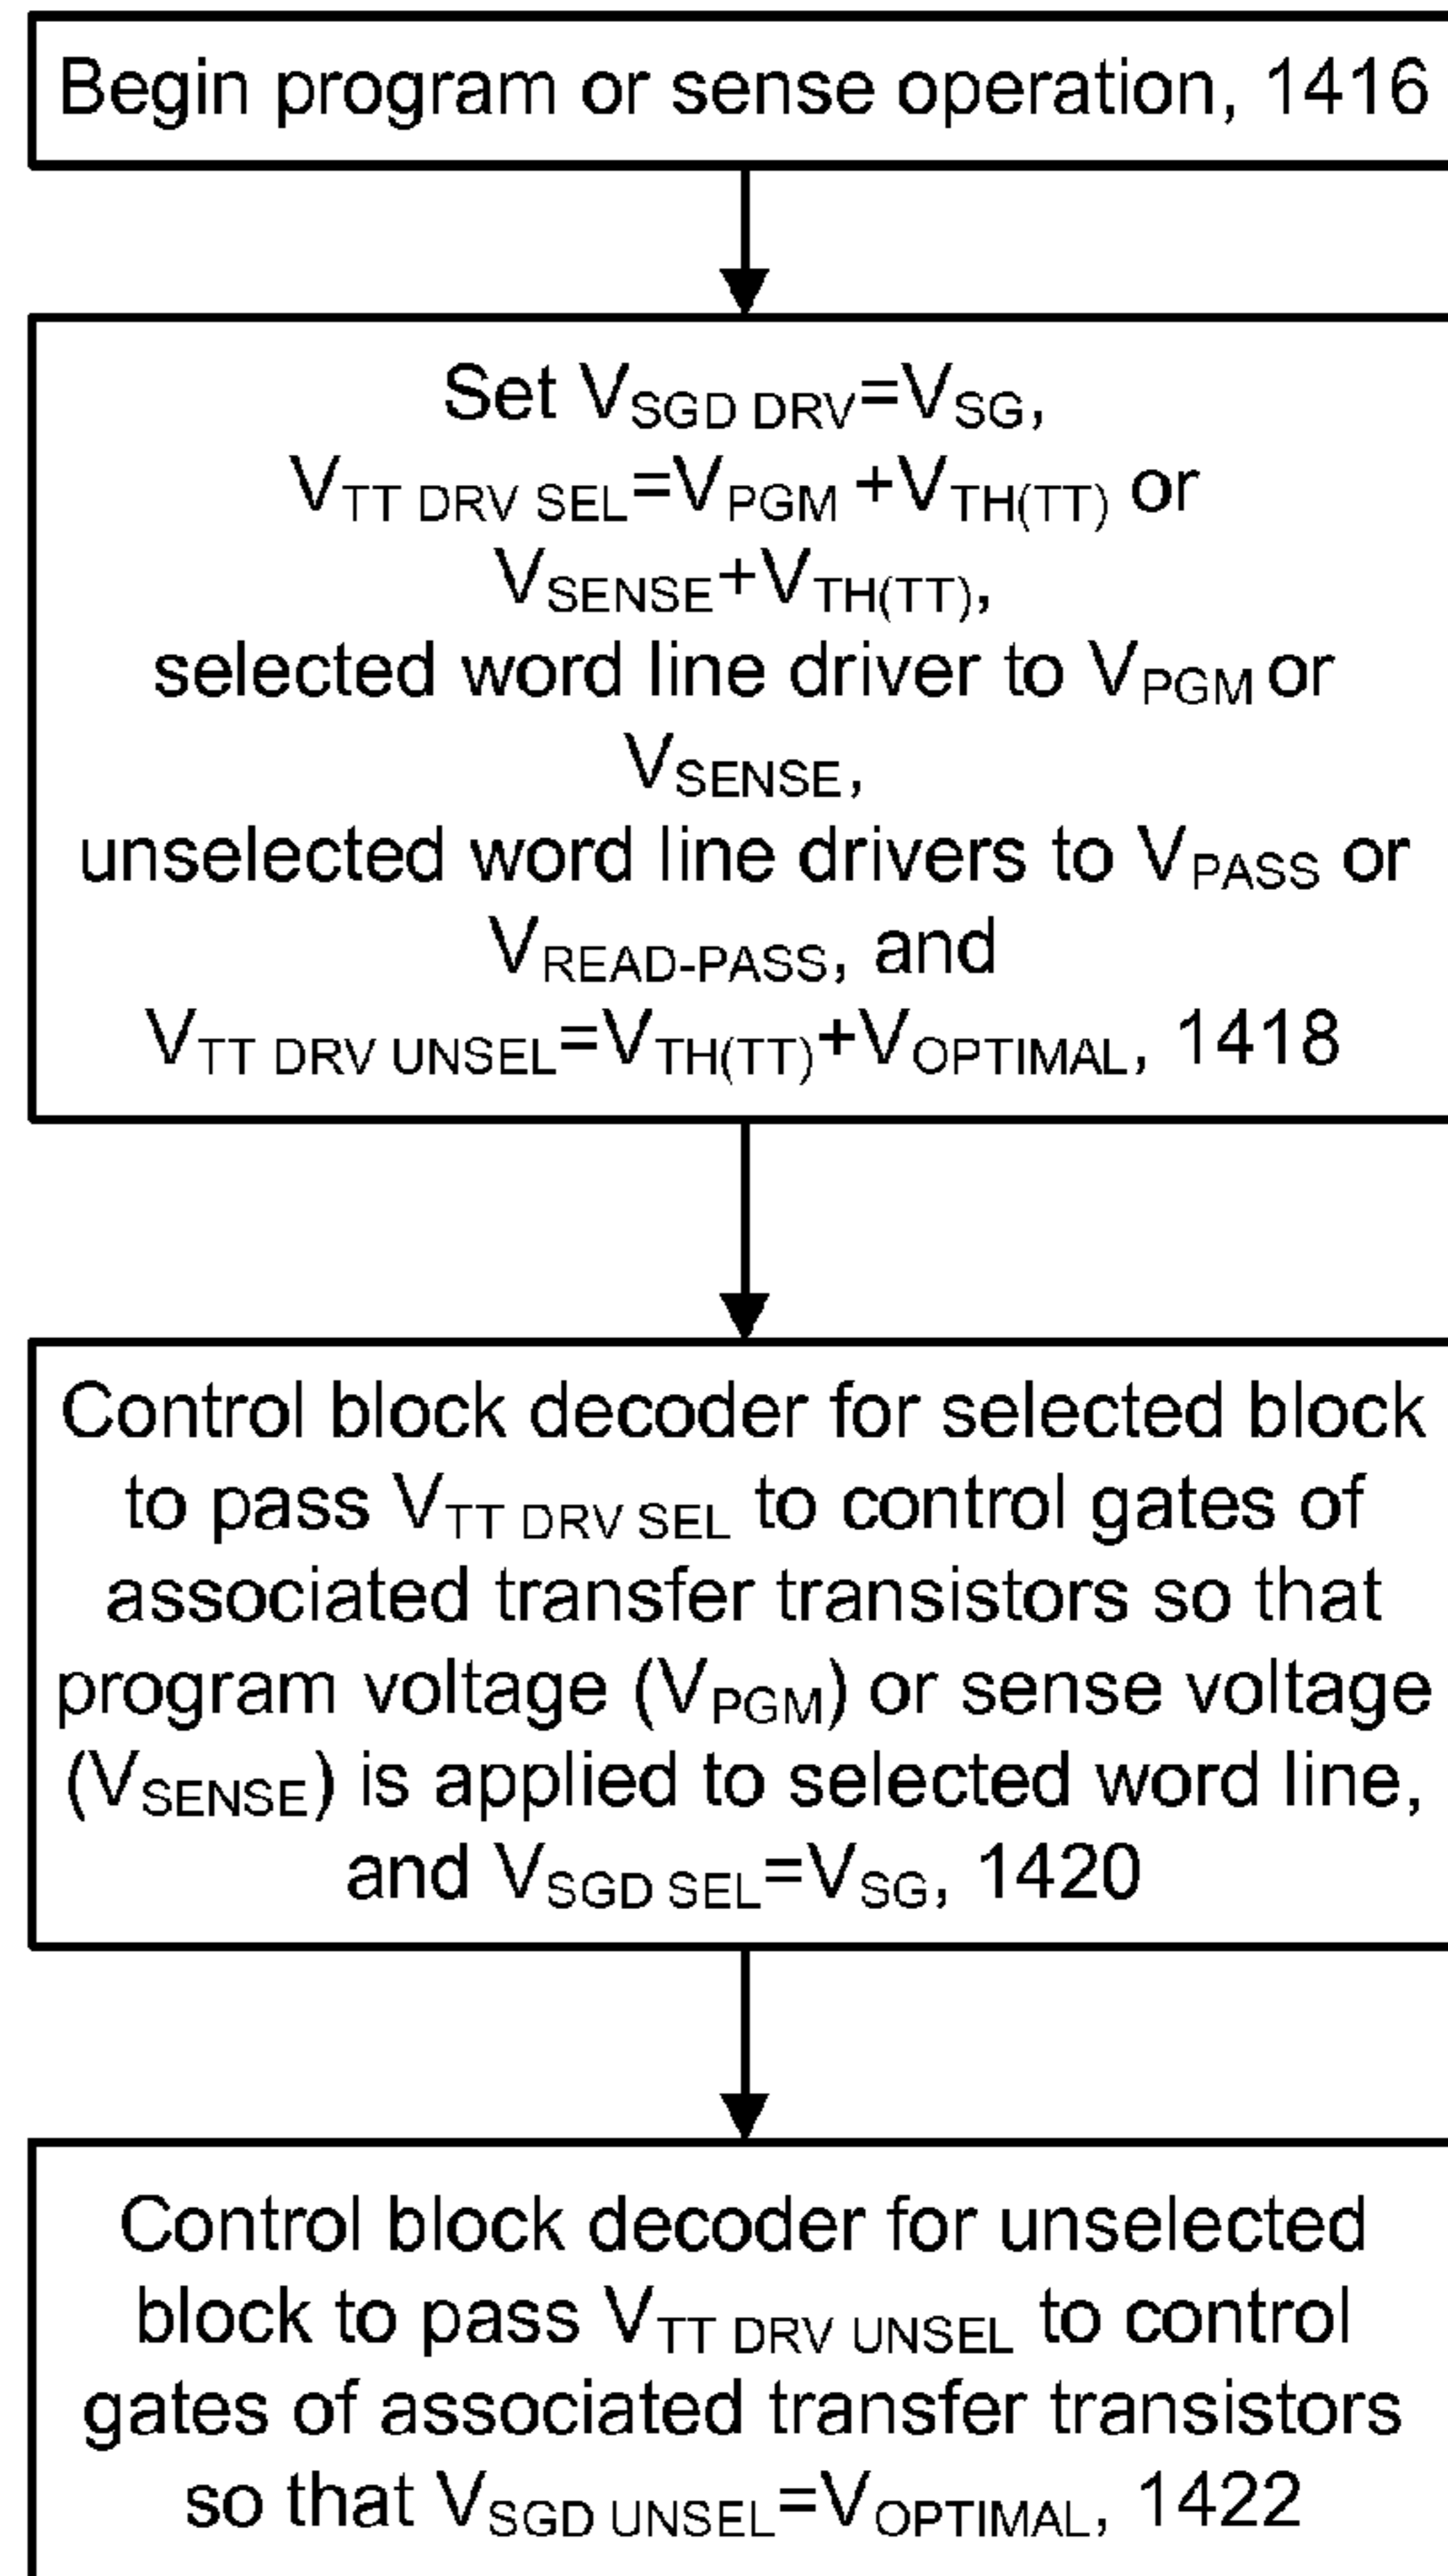 Begin program or sense operation, 1416
Set VSGD DRV=VSG,
VTT DRV SEL=VPGM +VTH(TT) or
VSENSE+VTH(TT),
selected word line driver to VPGM or
VSENSE,
unselected word line drivers to VPASS or
VREAD-PASS, and
VTT DRV UNSEL=VTH(TT)+VOPTIMAL, 1418
Control block decoder for selected block
to pass VTT DRV SEL to control gates of
associated transfer transistors so that
program voltage (VPGM) or sense voltage
(VSENSE) is applied to selected word line,
and VSGD SEL=VSG, 1420
Control block decoder for unselected
block to pass VTT DRV UNSEL to control
gates of associated transfer transistors
so that VSGD UNSEL=VOPTIMAL, 1422